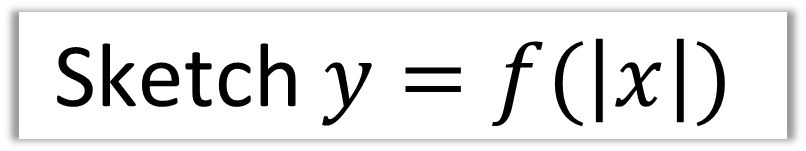 Sketch y = f(|x|)